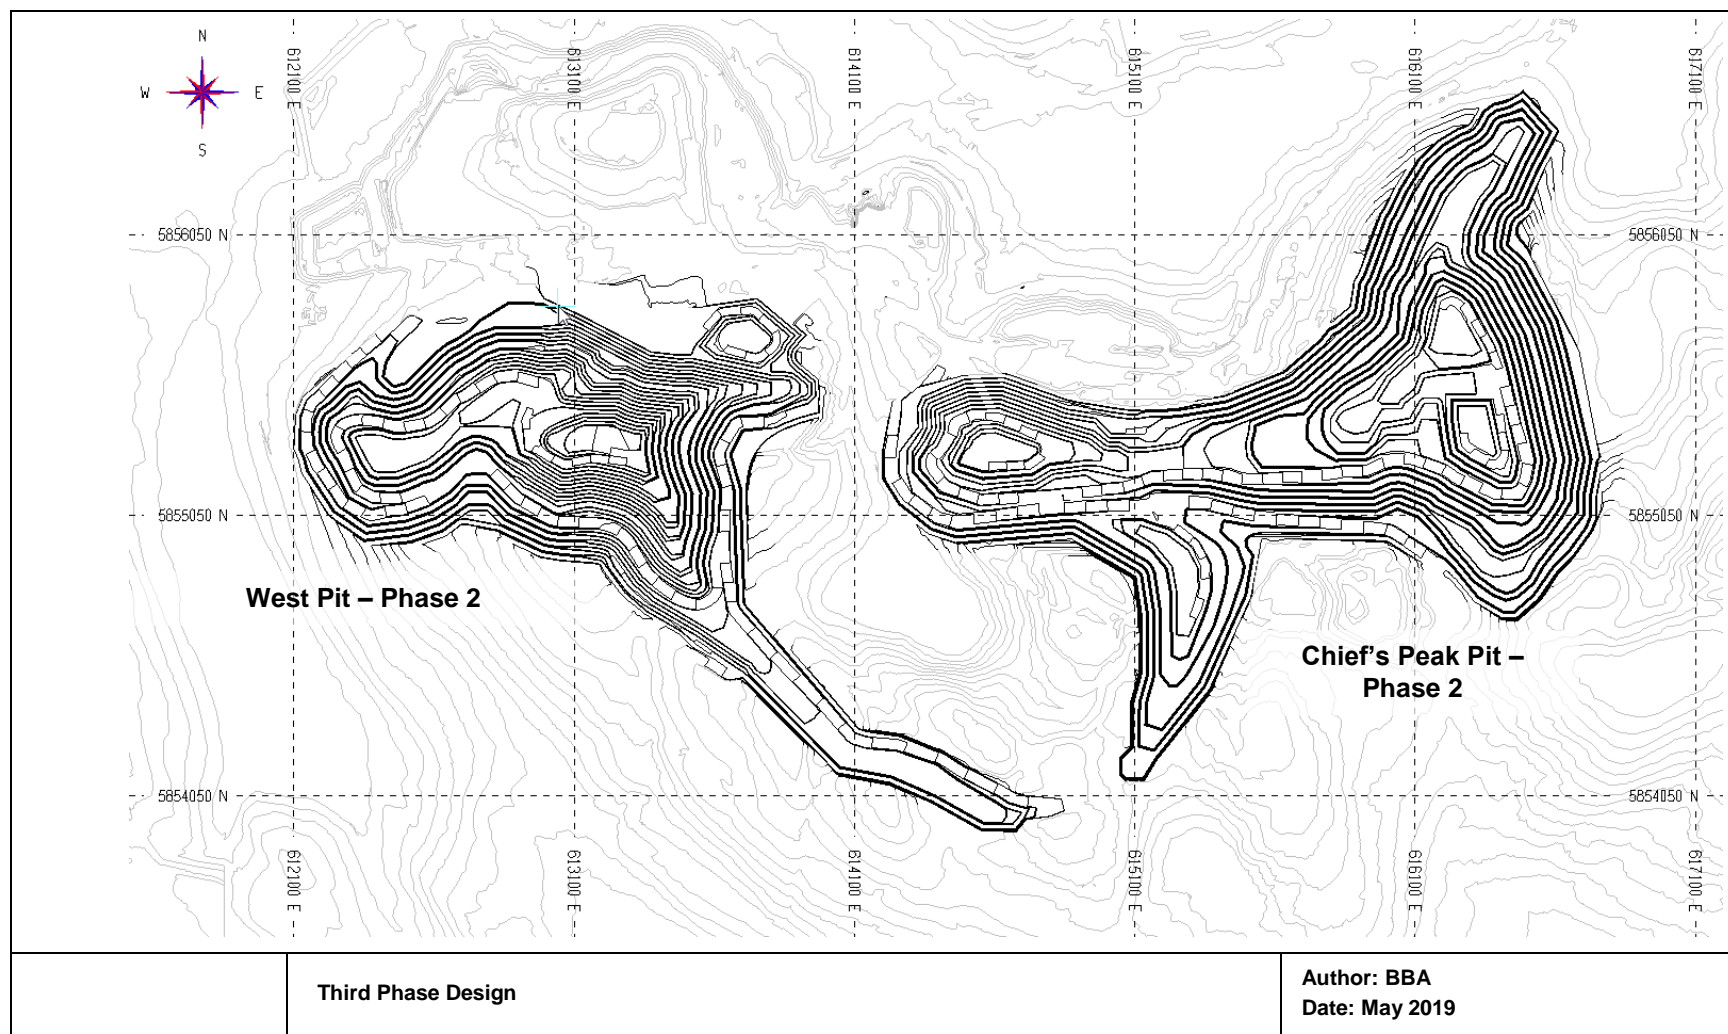 N
W E
S
612100 E 613100 E 614100 E 615100 E 616100 E 617100 E
5856050 N 5856050 N
5855050 N 5855050 N
West Pit – Phase 2
Chief's Peak Pit –
Phase 2
5854050 N 5854050 N
612100 E 613100 E 614100 E 615100 E 616100 E 617100 E
Third Phase Design
Author: BBA
Date: May 2019